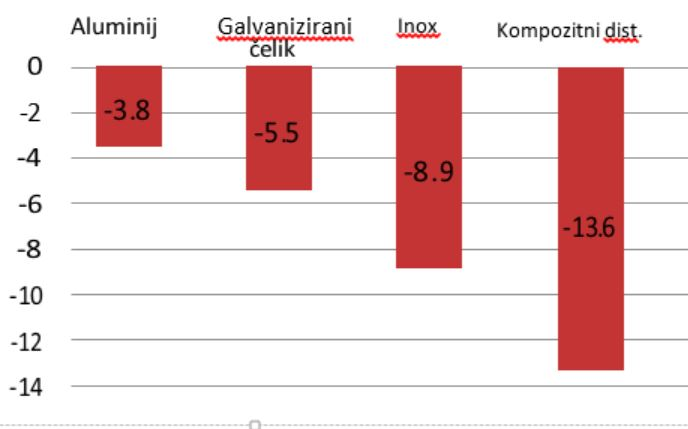 Aluminij
Galvanizirani
čelik
Inox
Kompozitni dist.
0
-2
-4
-6
-8
-10
-12
-14
-3.8
-5.5
-8.9
-13.6